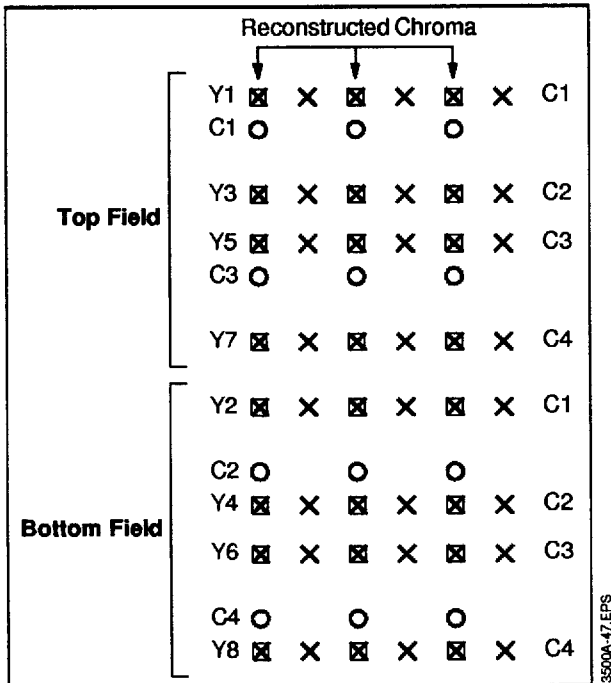 Reconstructed Chroma
Y1 C1
C1
Y3 C2
Top Field
Y5 C3
C3
Y7 C4
Y2 C1
C2
Y4 C2
Bottom Field
Y6 C3
C4
Y8 C4
3500A-47.EPS